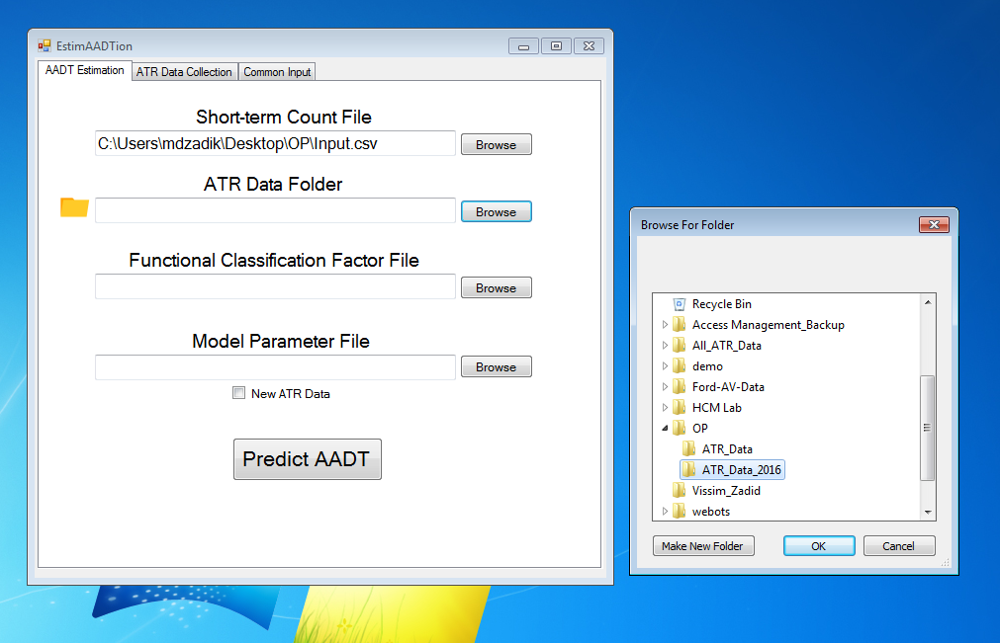 EstimAADTion
AADT Estimation ATR Data Collection Common Input
Short-term Count File
C:\Users\mdzadik\Desktop\OP\Input.csv Browse
ATR Data Folder
Browse
Functional Classification Factor File
Browse
Model Parameter File
Browse
New ATR Data
Predict AADT
Browse For Folder
Recycle Bin
Access Management_Backup
All_ATR_Data
demo
Ford-AV-Data
HCM Lab
OP
ATR_Data
ATR_Data_2016
Vissim_Zadid
webots
Make New Folder OK Cancel